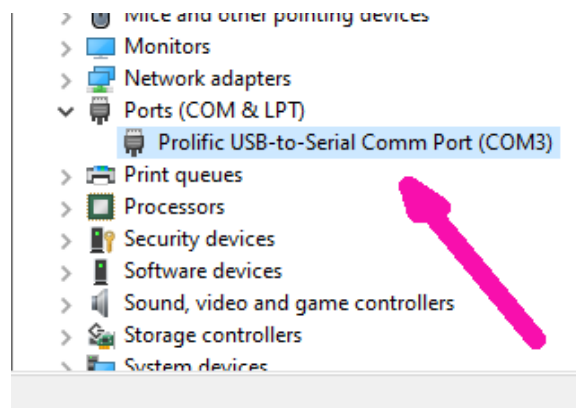 Mice and other pointing devices
Monitors
Network adapters
Ports (COM & LPT)
Prolific USB-to-Serial Comm Port (COM3)
Print queues
Processors
Security devices
Software devices
Sound, video and game controllers
Storage controllers
System devices